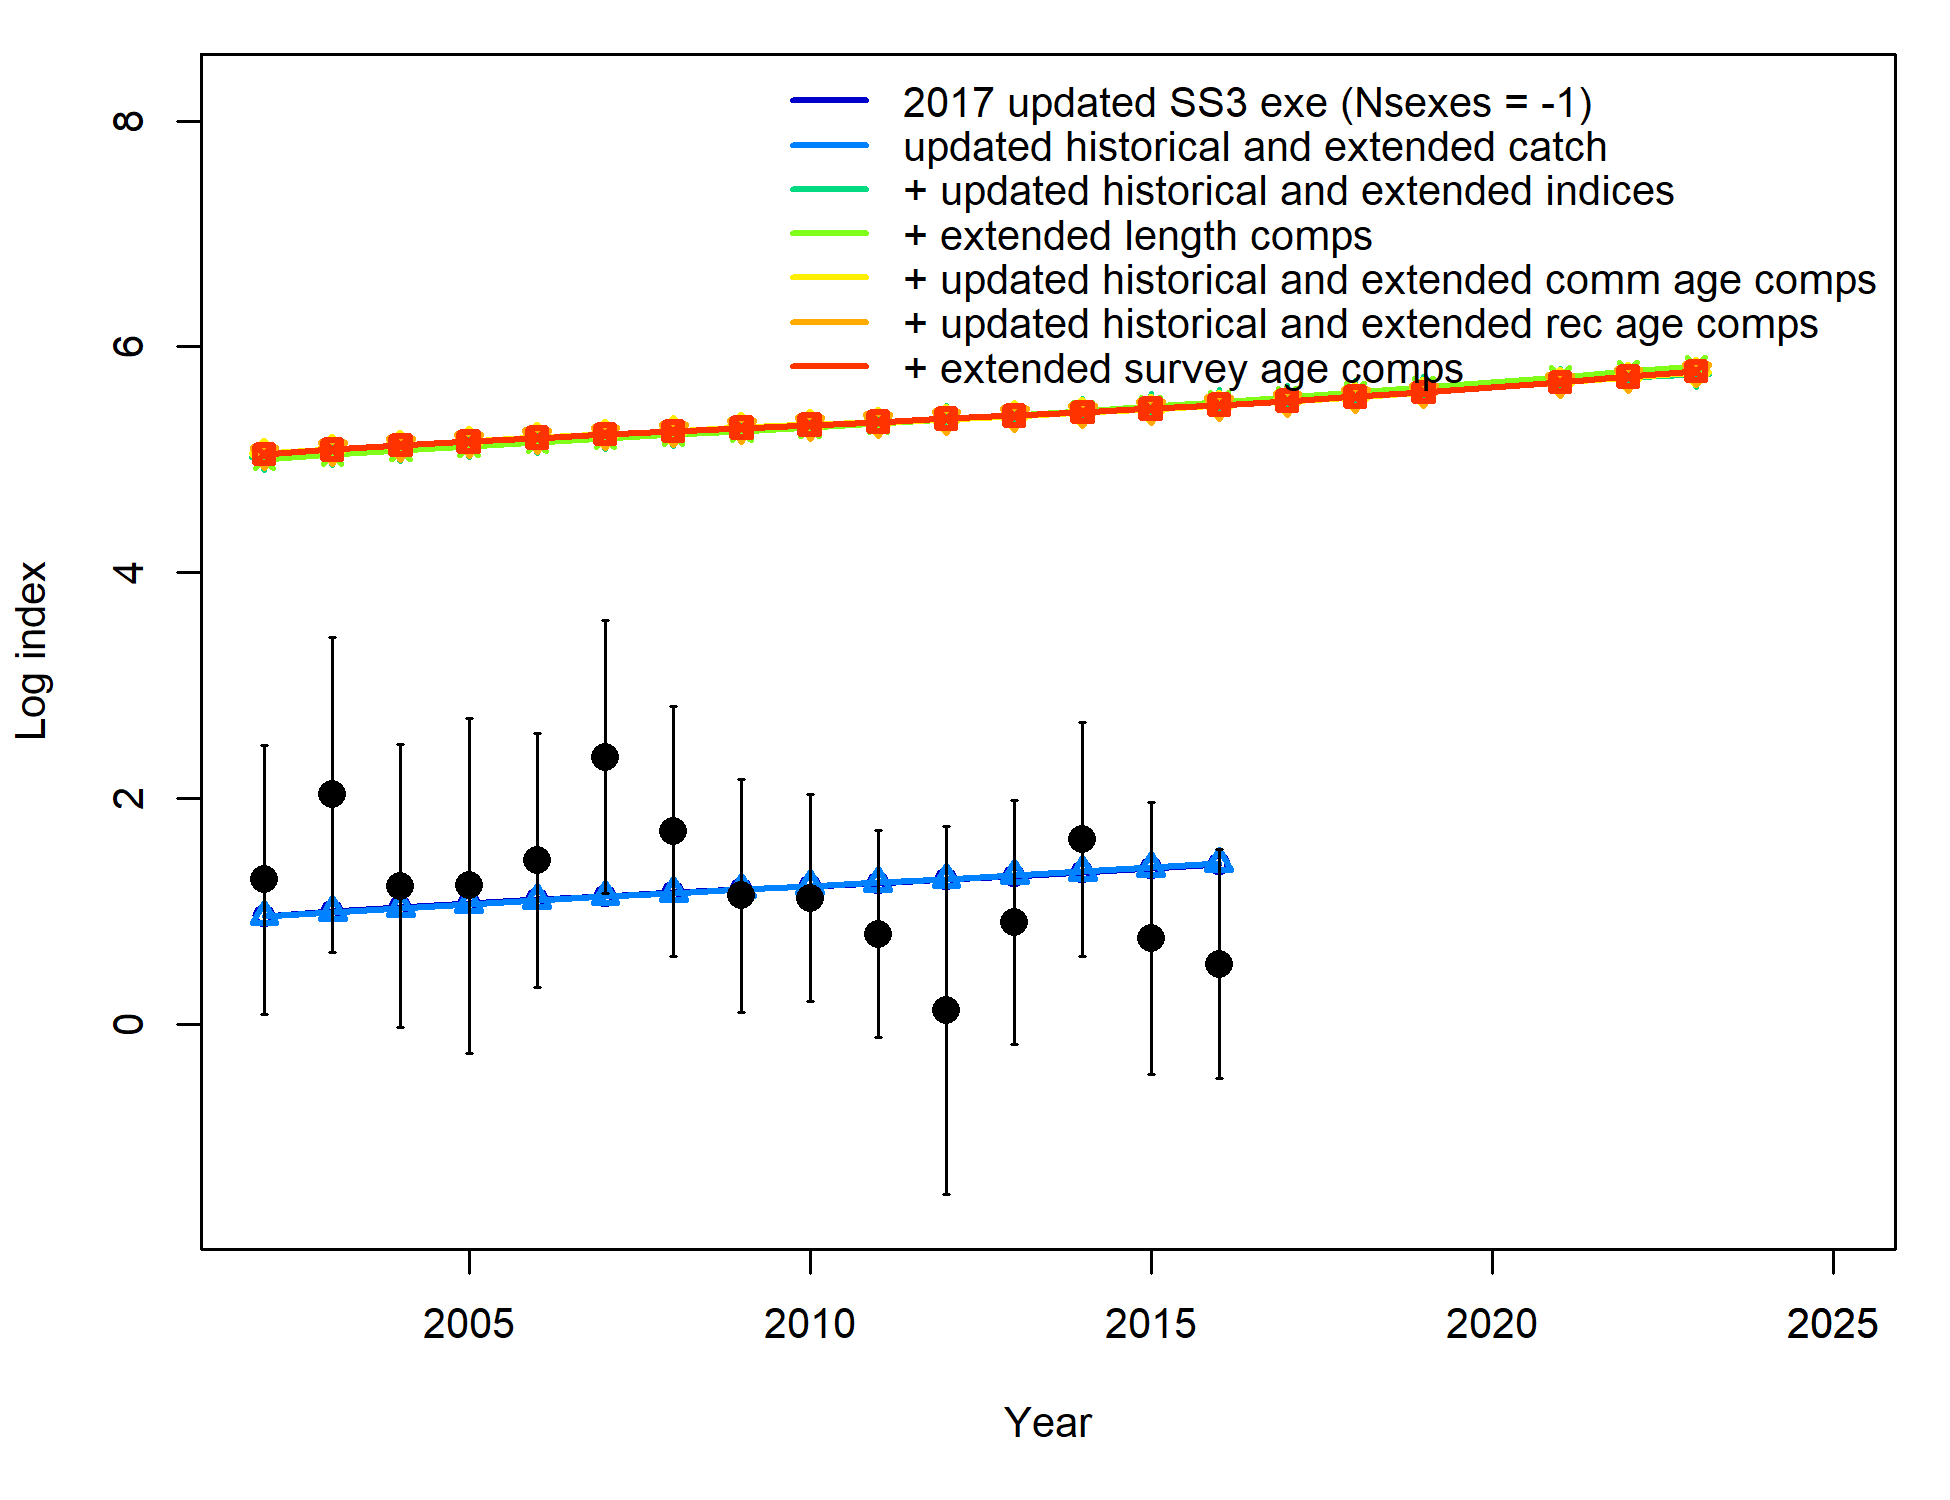 2017 updated SS3 exe (Nsexes = -1)
updated historical and extended catch
+ updated historical and extended indices
+ extended length comps
+ updated historical and extended comm age comps
+ updated historical and extended rec age comps
+ extended survey age comps
8
6
4
2
0
Log index
2005 2010 2015 2020 2025
Year